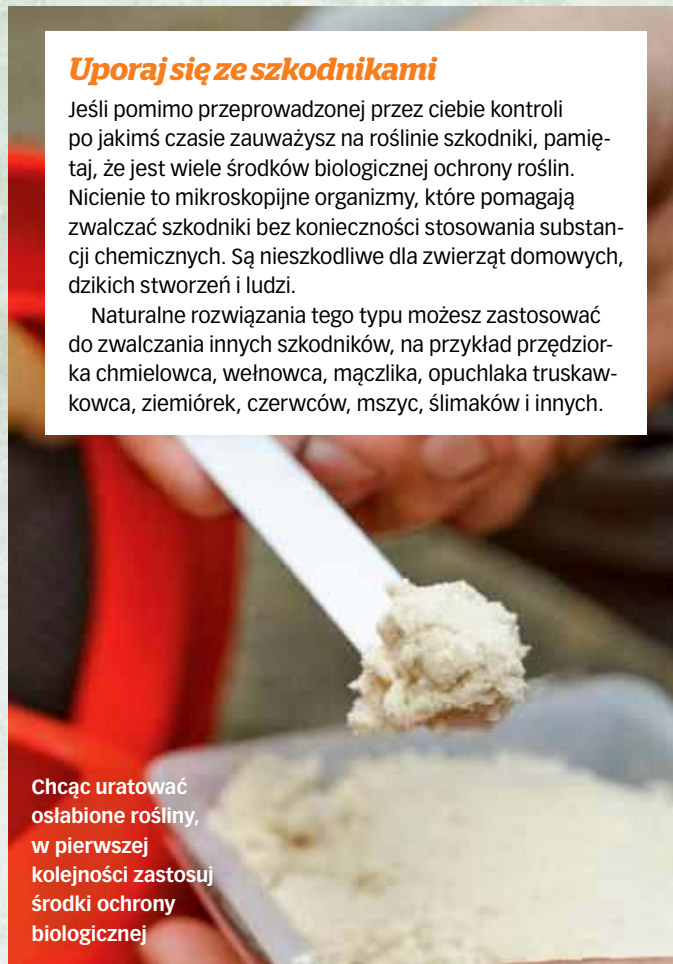 Uporaj się ze szkodnikami
Jeśli pomimo przeprowadzonej przez ciebie kontroli
po jakimś czasie zauważysz na roślinie szkodniki, pamię-
taj, że jest wiele środków biologicznej ochrony roślin.
Nicienie to mikroskopijne organizmy, które pomagają
zwalczać szkodniki bez konieczności stosowania substan-
cji chemicznych. Są nieszkodliwe dla zwierząt domowych,
dzikich stworzeń i ludzi.
Naturalne rozwiązania tego typu możesz zastosować
do zwalczania innych szkodników, na przykład przędzior-
ka chmielowca, wełnowca, mączlika, opuchlaka truskaw-
kowca, ziemiórek, czerwców, mszyc, ślimaków i innych.
Chcąc uratować
osłabione rośliny,
w pierwszej
kolejności zastosuj
środki ochrony
biologicznej